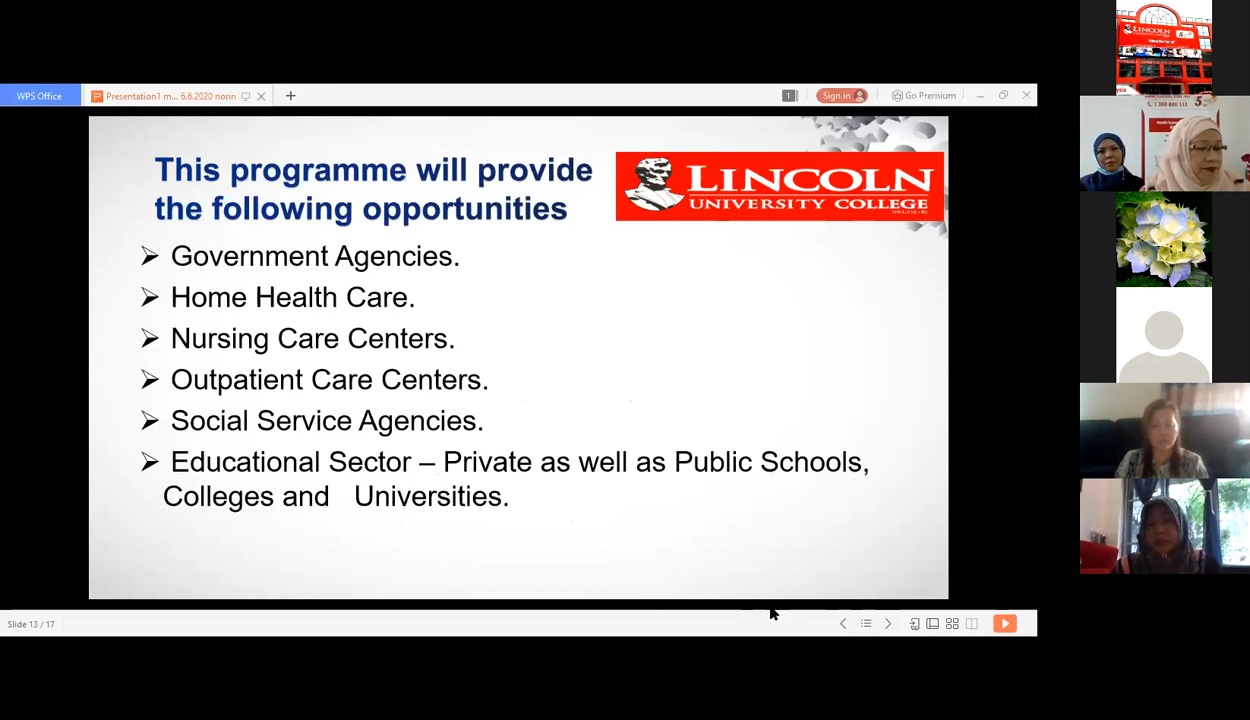 WPS Office
Presentation1 m... 6.6.2020 norin
1
Sign in
Go Premium
This programme will provide
the following opportunities
LINCOLN
UNIVERSITY COLLEGE
Government Agencies.
Home Health Care.
Nursing Care Centers.
Outpatient Care Centers.
Social Service Agencies.
Educational Sector – Private as well as Public Schools,
Colleges and Universities.
Slide 13 / 17
LINCOLN